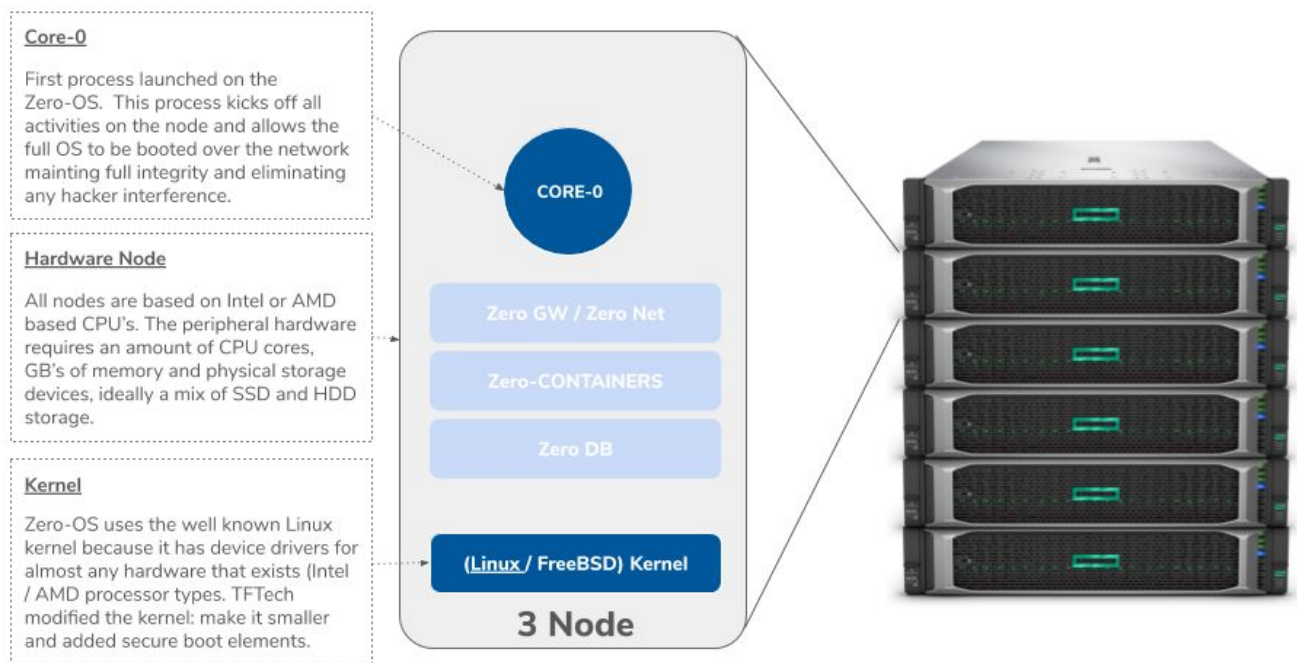 Core-0
First process launched on the
Zero-OS.  This process kicks off all
activities on the node and allows the
full OS to be booted over the network
mainting full integrity and eliminating
any hacker interference.
Hardware Node
All nodes are based on Intel or AMD
based CPU's. The peripheral hardware
requires an amount of CPU cores,
GB's of memory and physical storage
devices, ideally a mix of SSD and HDD
storage.
Kernel
Zero-OS uses the well known Linux
kernel because it has device drivers for
almost any hardware that exists (Intel
/ AMD processor types. TFTech
modified the kernel: make it smaller
and added secure boot elements.
CORE-0
Zero GW / Zero Net
Zero-CONTAINERS
Zero DB
(Linux / FreeBSD) Kernel
3 Node